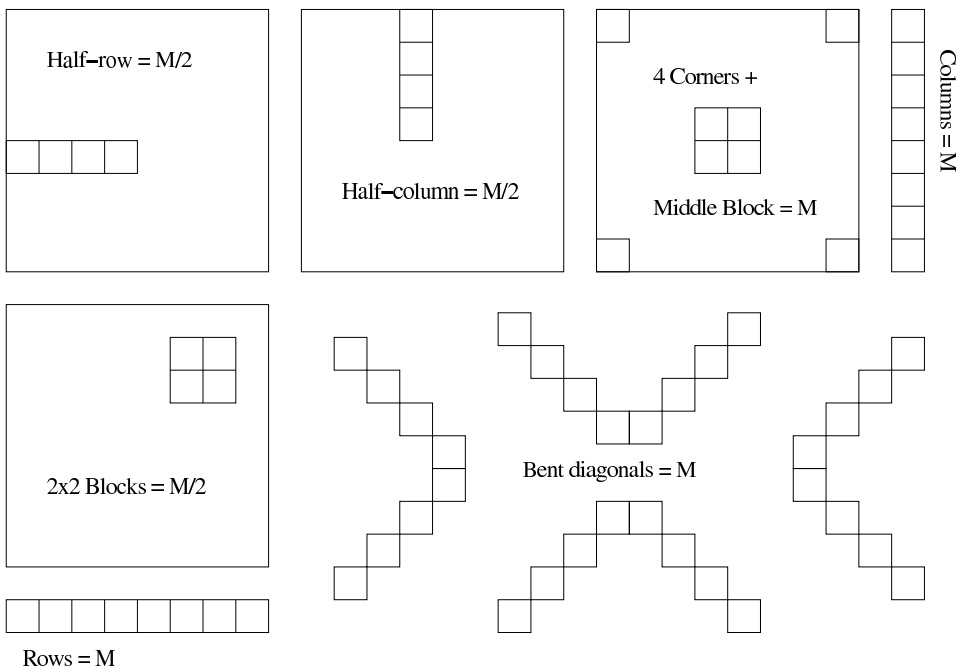 Half−row = M/2
Half−column = M/2
4 Corners +
Middle Block = M
Columns = M
2x2 Blocks = M/2
Bent diagonals = M
Rows = M